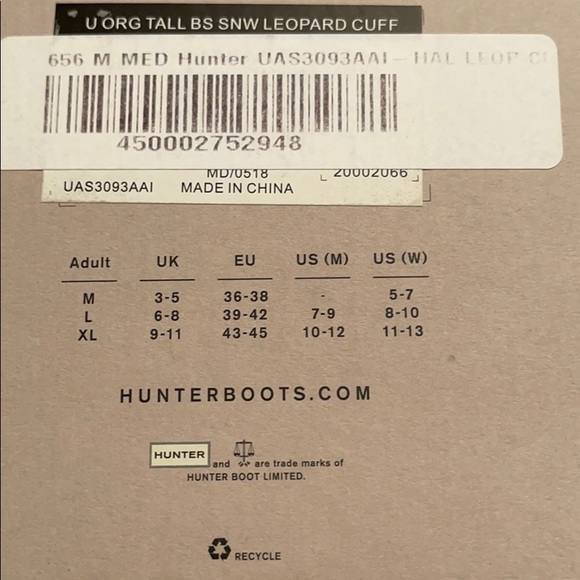 U ORG TALL BS SNW LEOPARD CUFF
656 M MED Hunter UAS3093AAI - HAL LEOP
450002752948
MD/0518 20002066
UAS3093AAI MADE IN CHINA
Adult UK EU US (M) US (W)
M 3-5 36-38 - 5-7
L 6-8 39-42 7-9 8-10
XL 9-11 43-45 10-12 11-13
HUNTERBOOTS.COM
HUNTER and are trade marks of
HUNTER BOOT LIMITED.
RECYCLE